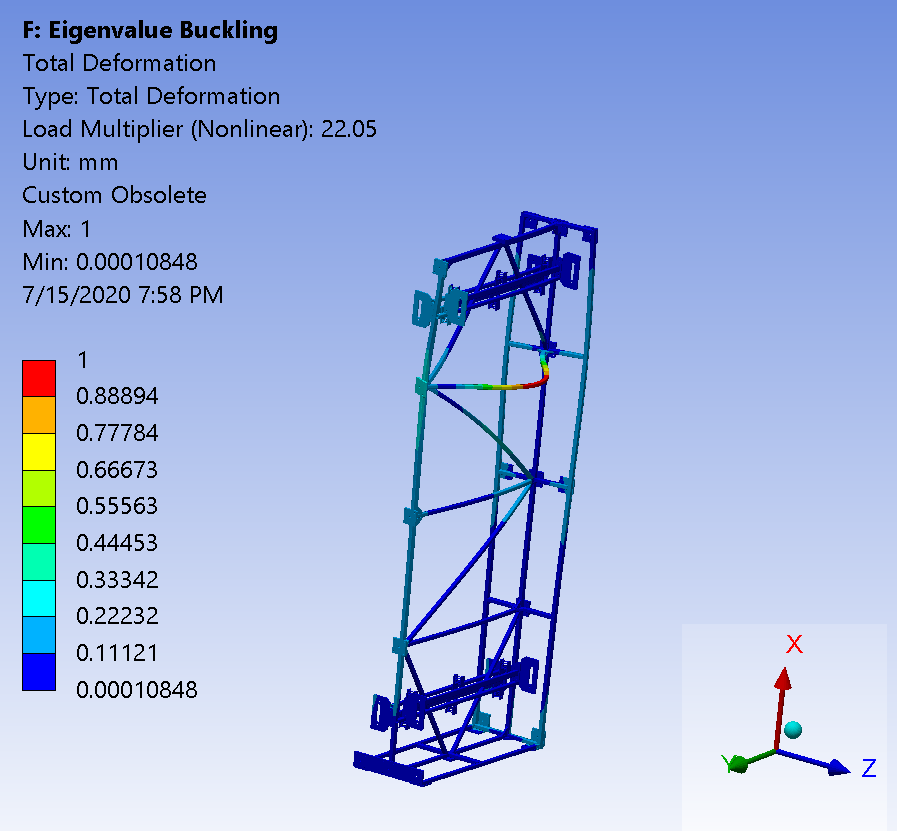 F: Eigenvalue Buckling
Total Deformation
Type: Total Deformation
Load Multiplier (Nonlinear): 22.05
Unit: mm
Custom Obsolete
Max: 1
Min: 0.00010848
7/15/2020 7:58 PM
1
0.88894
0.77784
0.66673
0.55563
0.44453
0.33342
0.22232
0.11121
0.00010848
X
Y
Z